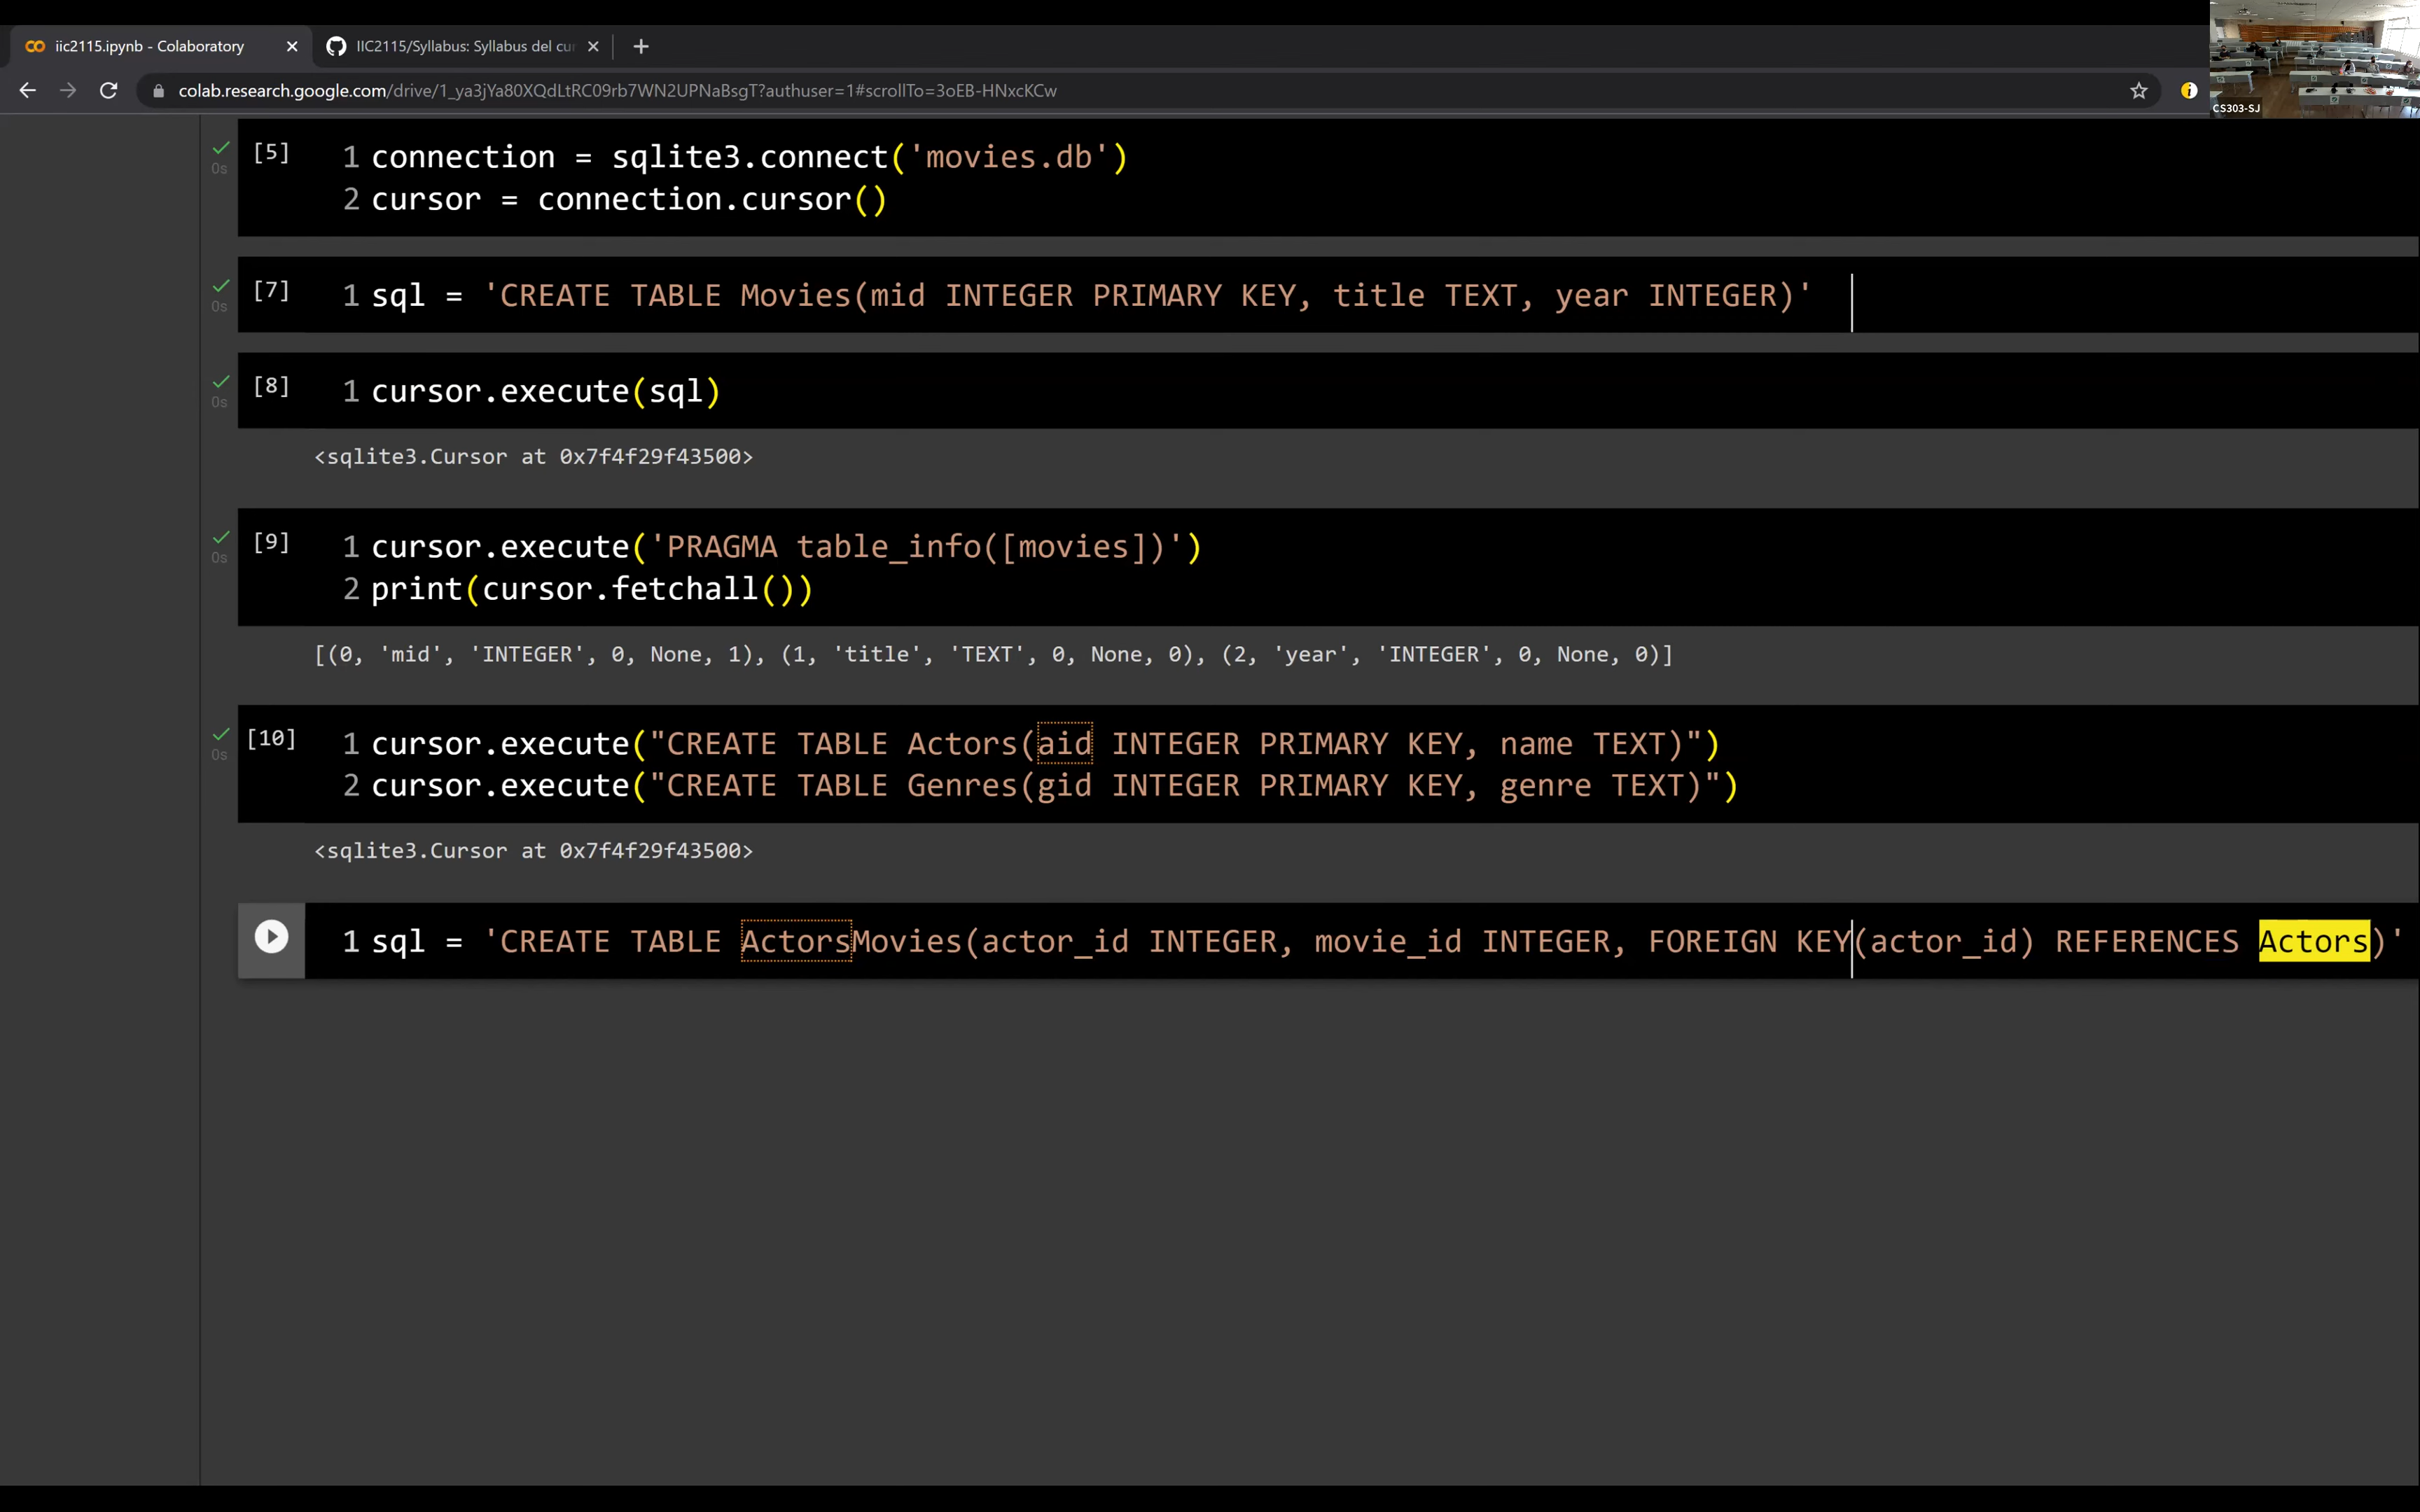 iic2115.ipynb - Colaboratory
IIC2115/Syllabus: Syllabus del cu
colab.research.google.com/drive/1_ya3jYa80XQdLtRC09rb7WN2UPNaBsgT?authuser=1#scrollTo=3oEB-HNxcKCw
CS303-SJ
[5] 1 connection = sqlite3.connect('movies.db')
0s
2 cursor = connection.cursor()
[7] 1 sql = 'CREATE TABLE Movies(mid INTEGER PRIMARY KEY, title TEXT, year INTEGER)'
0s
[8] 1 cursor.execute(sql)
0s
<sqlite3.Cursor at 0x7f4f29f43500>
[9] 1 cursor.execute('PRAGMA table_info([movies])')
0s
2 print(cursor.fetchall())
[(0, 'mid', 'INTEGER', 0, None, 1), (1, 'title', 'TEXT', 0, None, 0), (2, 'year', 'INTEGER', 0, None, 0)]
[10] 1 cursor.execute("CREATE TABLE Actors(aid INTEGER PRIMARY KEY, name TEXT)")
0s
2 cursor.execute("CREATE TABLE Genres(gid INTEGER PRIMARY KEY, genre TEXT)")
<sqlite3.Cursor at 0x7f4f29f43500>
1 sql = 'CREATE TABLE ActorsMovies(actor_id INTEGER, movie_id INTEGER, FOREIGN KEY(actor_id) REFERENCES Actors)'